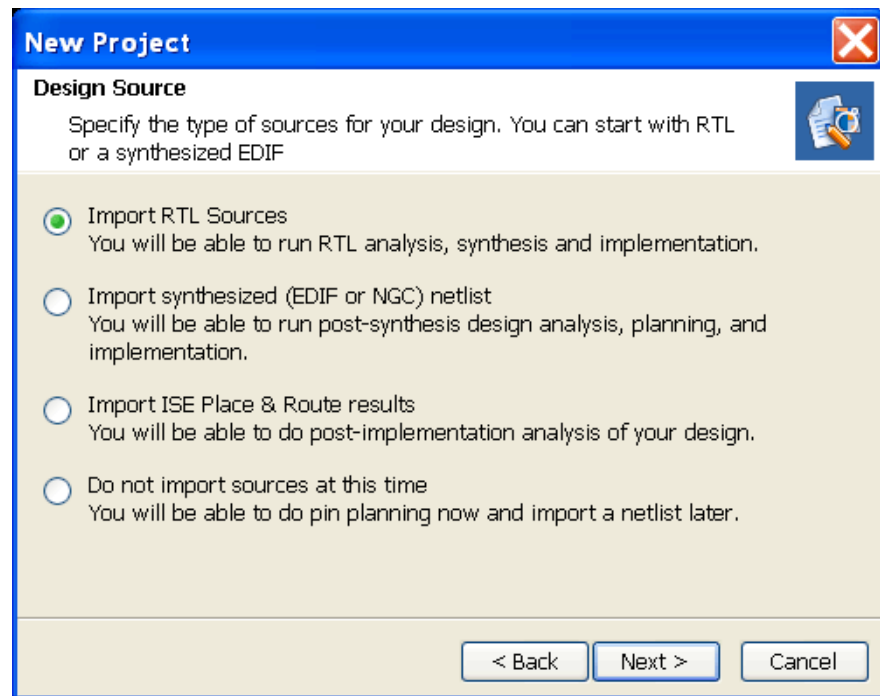 New Project
Design Source
Specify the type of sources for your design. You can start with RTL
or a synthesized EDIF
Import RTL Sources
You will be able to run RTL analysis, synthesis and implementation.
Import synthesized (EDIF or NGC) netlist
You will be able to run post-synthesis design analysis, planning, and
implementation.
Import ISE Place & Route results
You will be able to do post-implementation analysis of your design.
Do not import sources at this time
You will be able to do pin planning now and import a netlist later.
< Back
Next >
Cancel